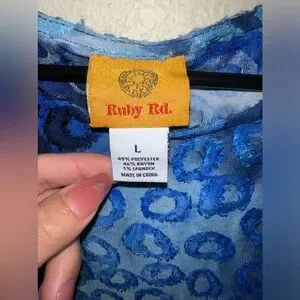 Ruby Rd.
L
49% POLYESTER
46% RAYON
5% SPANDEX
MADE IN CHINA